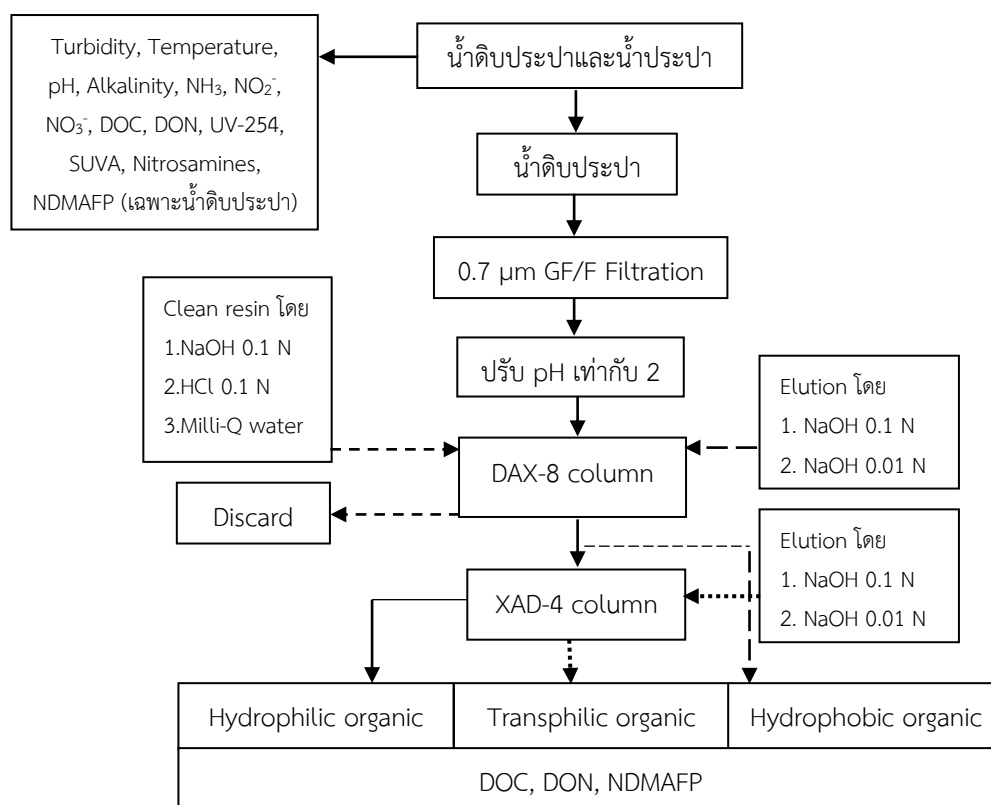 น้ำดิบประปาและน้ำประปา
Turbidity, Temperature,
pH, Alkalinity, NH₃, NO₂⁻,
NO₃⁻, DOC, DON, UV-254,
SUVA, Nitrosamines,
NDMAFP (เฉพาะน้ำดิบประปา)
น้ำดิบประปา
0.7 µm GF/F Filtration
Clean resin โดย
1.NaOH 0.1 N
2.HCl 0.1 N
3.Milli-Q water
ปรับ pH เท่ากับ 2
Elution โดย
1. NaOH 0.1 N
2. NaOH 0.01 N
DAX-8 column
Discard
Elution โดย
1. NaOH 0.1 N
2. NaOH 0.01 N
XAD-4 column
Hydrophilic organic
Transphilic organic
Hydrophobic organic
DOC, DON, NDMAFP